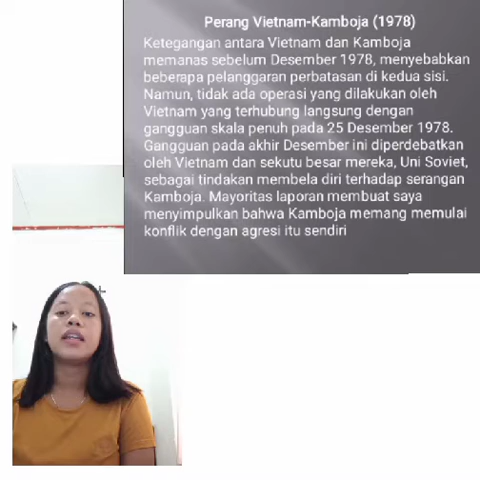 Perang Vietnam-Kamboja (1978)
Ketegangan antara Vietnam dan Kamboja
memanas sebelum Desember 1978, menyebabkan
beberapa pelanggaran perbatasan di kedua sisi.
Namun, tidak ada operasi yang dilakukan oleh
Vietnam yang terhubung langsung dengan
gangguan skala penuh pada 25 Desember 1978.
Gangguan pada akhir Desember ini diperdebatkan
oleh Vietnam dan sekutu besar mereka, Uni Soviet,
sebagai tindakan membela diri terhadap serangan
Kamboja. Mayoritas laporan membuat saya
menyimpulkan bahwa Kamboja memang memulai
konflik dengan agresi itu sendiri